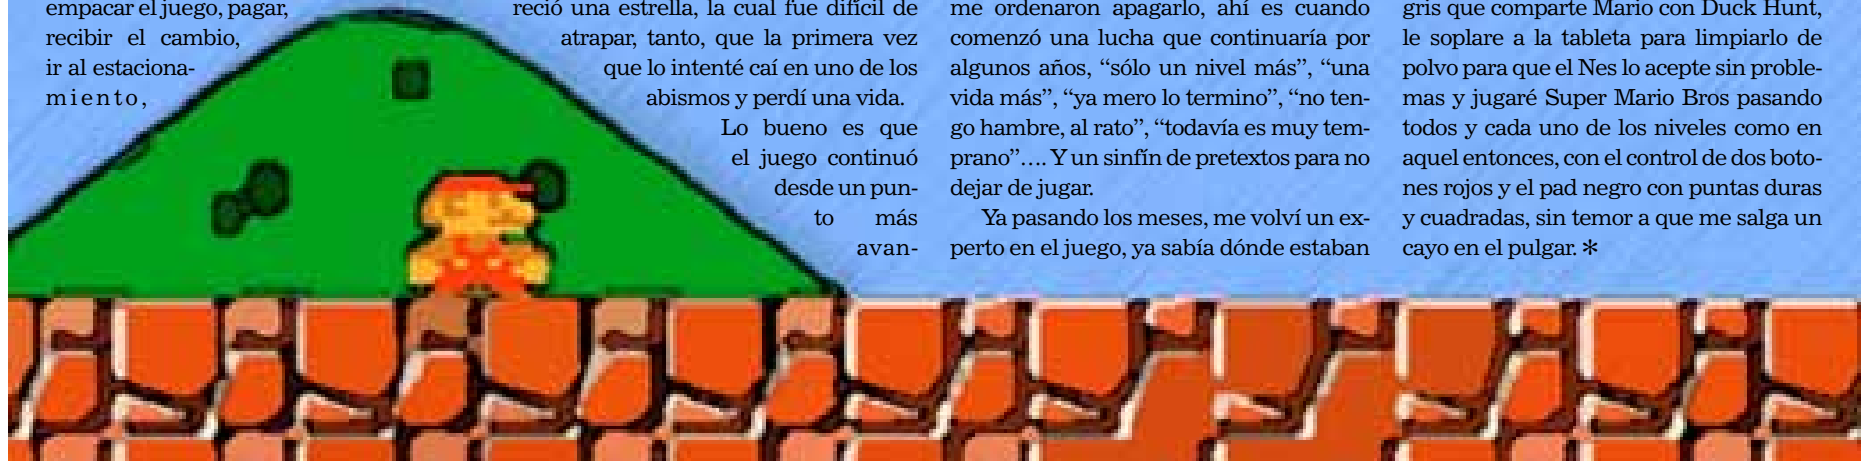 empacar el juego, pagar,
recibir el cambio,
ir al estaciona-
miento,
reció una estrella, la cual fue difícil de
atrapar, tanto, que la primera vez
que lo intenté caí en uno de los
abismos y perdí una vida.
Lo bueno es que
el juego continuó
desde un pun-
to más
avan-
me ordenaron apagarlo, ahí es cuando
comenzó una lucha que continuaría por
algunos años, “sólo un nivel más”, “una
vida más”, “ya mero lo termino”, “no ten-
go hambre, al rato”, “todavía es muy tem-
prano”…. Y un sinfín de pretextos para no
dejar de jugar.
Ya pasando los meses, me volví un ex-
perto en el juego, ya sabía dónde estaban
gris que comparte Mario con Duck Hunt,
le soplare a la tableta para limpiarlo de
polvo para que el Nes lo acepte sin proble-
mas y jugaré Super Mario Bros pasando
todos y cada uno de los niveles como en
aquel entonces, con el control de dos boto-
nes rojos y el pad negro con puntas duras
y cuadradas, sin temor a que me salga un
cayo en el pulgar. *